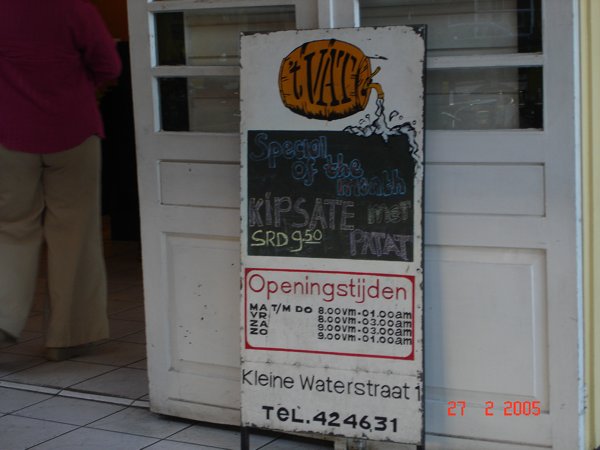 't VAT
Special
of the
month
KIPSATE met
PATAT
SRD 9.50
Openingstijden
MA T/M DO 8.00vm-01.00am
VR 8.00vm-03.00am
ZA 9.00vm-03.00am
ZO 9.00vm-01.00am
Kleine Waterstraat 1
TEL. 424631
27 2 2005